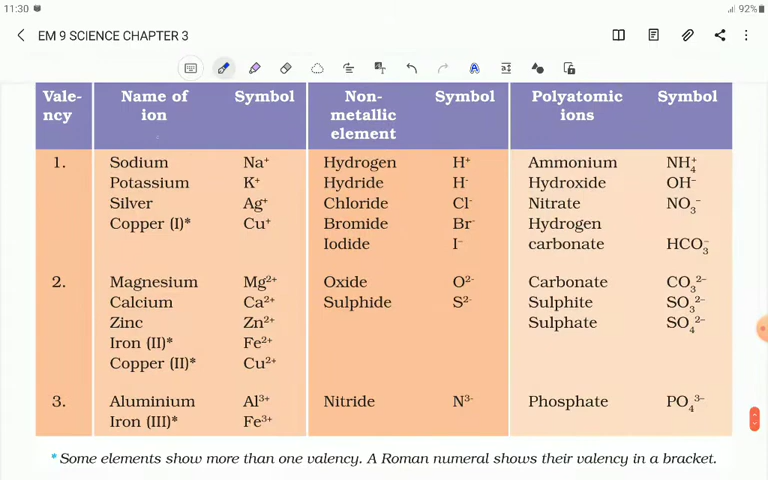 11:30
92%
EM 9 SCIENCE CHAPTER 3
Vale- Name of Symbol Non- Symbol Polyatomic Symbol
ncy ion metallic ions
element
1. Sodium Na⁺ Hydrogen H⁺ Ammonium NH₄⁺
Potassium K⁺ Hydride H⁻ Hydroxide OH⁻
Silver Ag⁺ Chloride Cl⁻ Nitrate NO₃⁻
Copper (I)* Cu⁺ Bromide Br⁻ Hydrogen
Iodide I⁻ carbonate HCO₃⁻
2. Magnesium Mg²⁺ Oxide O²⁻ Carbonate CO₃²⁻
Calcium Ca²⁺ Sulphide S²⁻ Sulphite SO₃²⁻
Zinc Zn²⁺ Sulphate SO₄²⁻
Iron (II)* Fe²⁺
Copper (II)* Cu²⁺
3. Aluminium Al³⁺ Nitride N³⁻ Phosphate PO₄³⁻
Iron (III)* Fe³⁺
* Some elements show more than one valency. A Roman numeral shows their valency in a bracket.